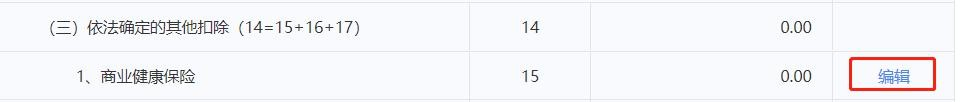 （三）依法确定的其他扣除（14=15+16+17） 14 0.00
1、商业健康保险 15 0.00 编辑